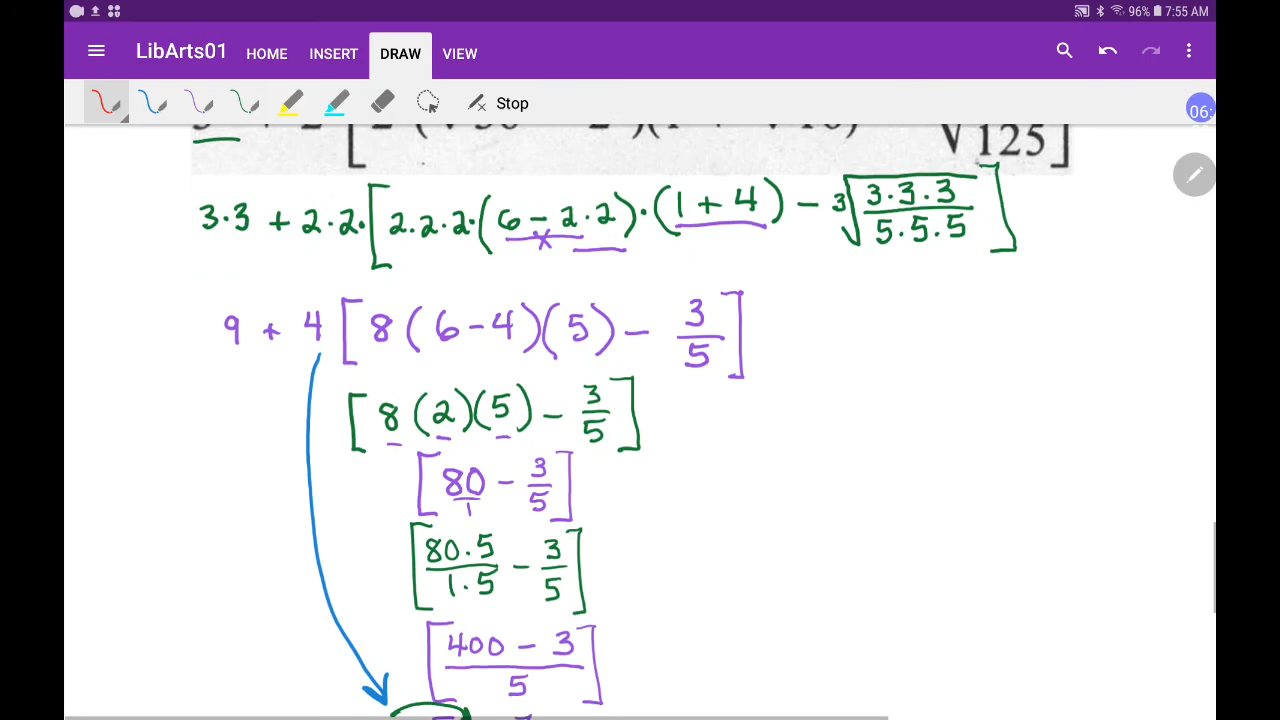 96% 7:55 AM
LibArts01 HOME INSERT DRAW VIEW
Stop
06:
√125]
3·3 + 2·2·[2·2·2·(6-2·2)·(1+4) - ∛(3·3·3/5·5·5)]
9 + 4[8(6-4)(5) - 3/5]
[8(2)(5) - 3/5]
[80/1 - 3/5]
[80·5/1·5 - 3/5]
[400-3/5]